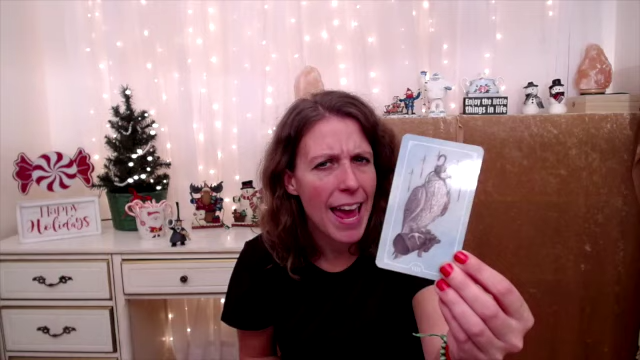 Happy
Holidays
Enjoy the little
things in life